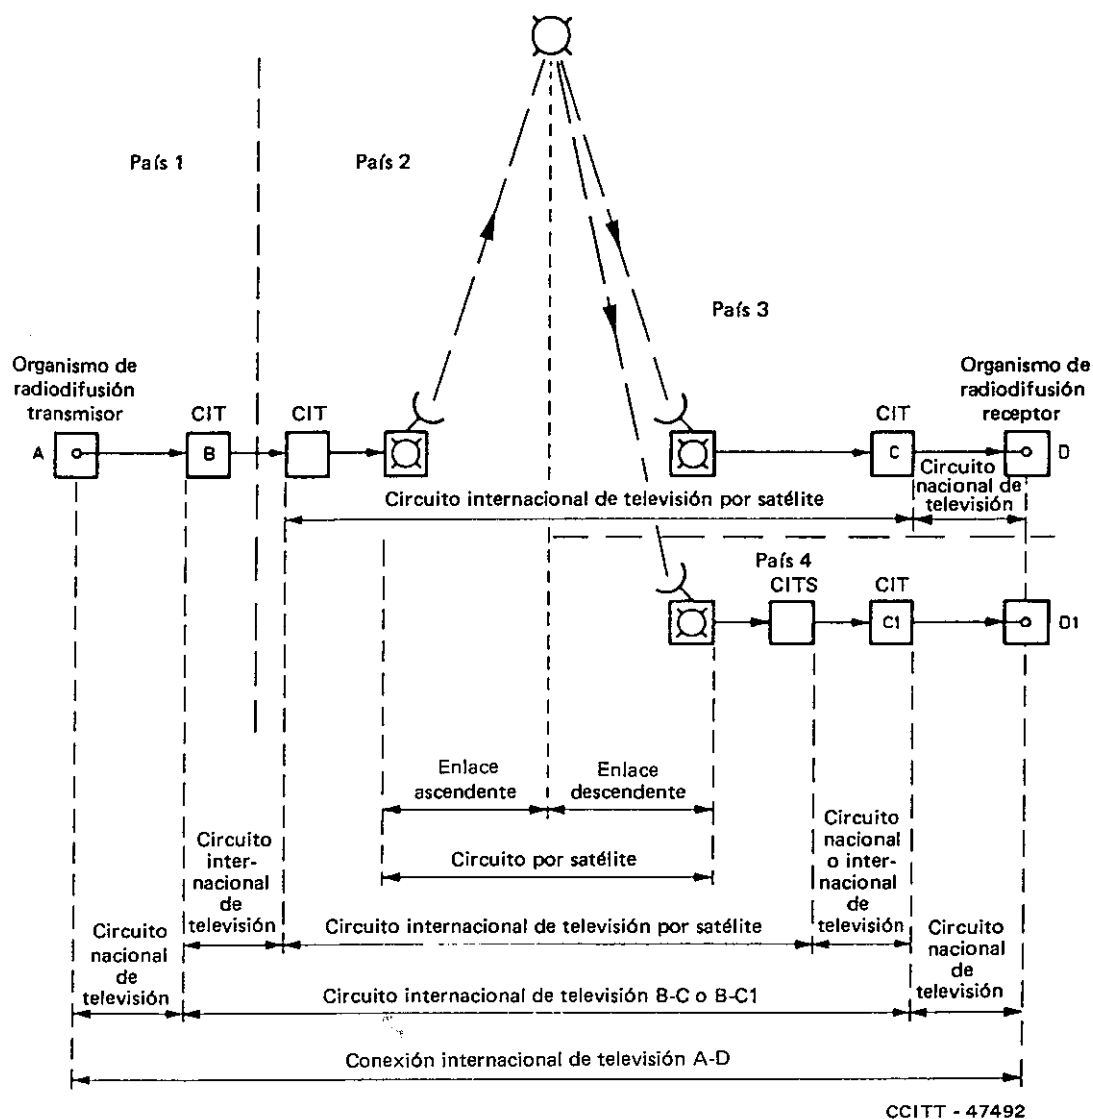 País 1
País 2
País 3
Organismo de
radiodifusión
transmisor
CIT
CIT
CIT
Organismo de
radiodifusión
receptor
A
B
C
D
Circuito
nacional de
televisión
Circuito internacional de televisión por satélite
País 4
CITS
CIT
C1
D1
Enlace
ascendente
Enlace
descendente
Circuito
inter-
nacional
de
televisión
Circuito por satélite
Circuito
nacional
o inter-
nacional
de
televisión
Circuito
nacional
de
televisión
Circuito internacional de televisión por satélite
Circuito
nacional
de
televisión
Circuito internacional de televisión B-C o B-C1
Conexión internacional de televisión A-D
CCITT - 47492